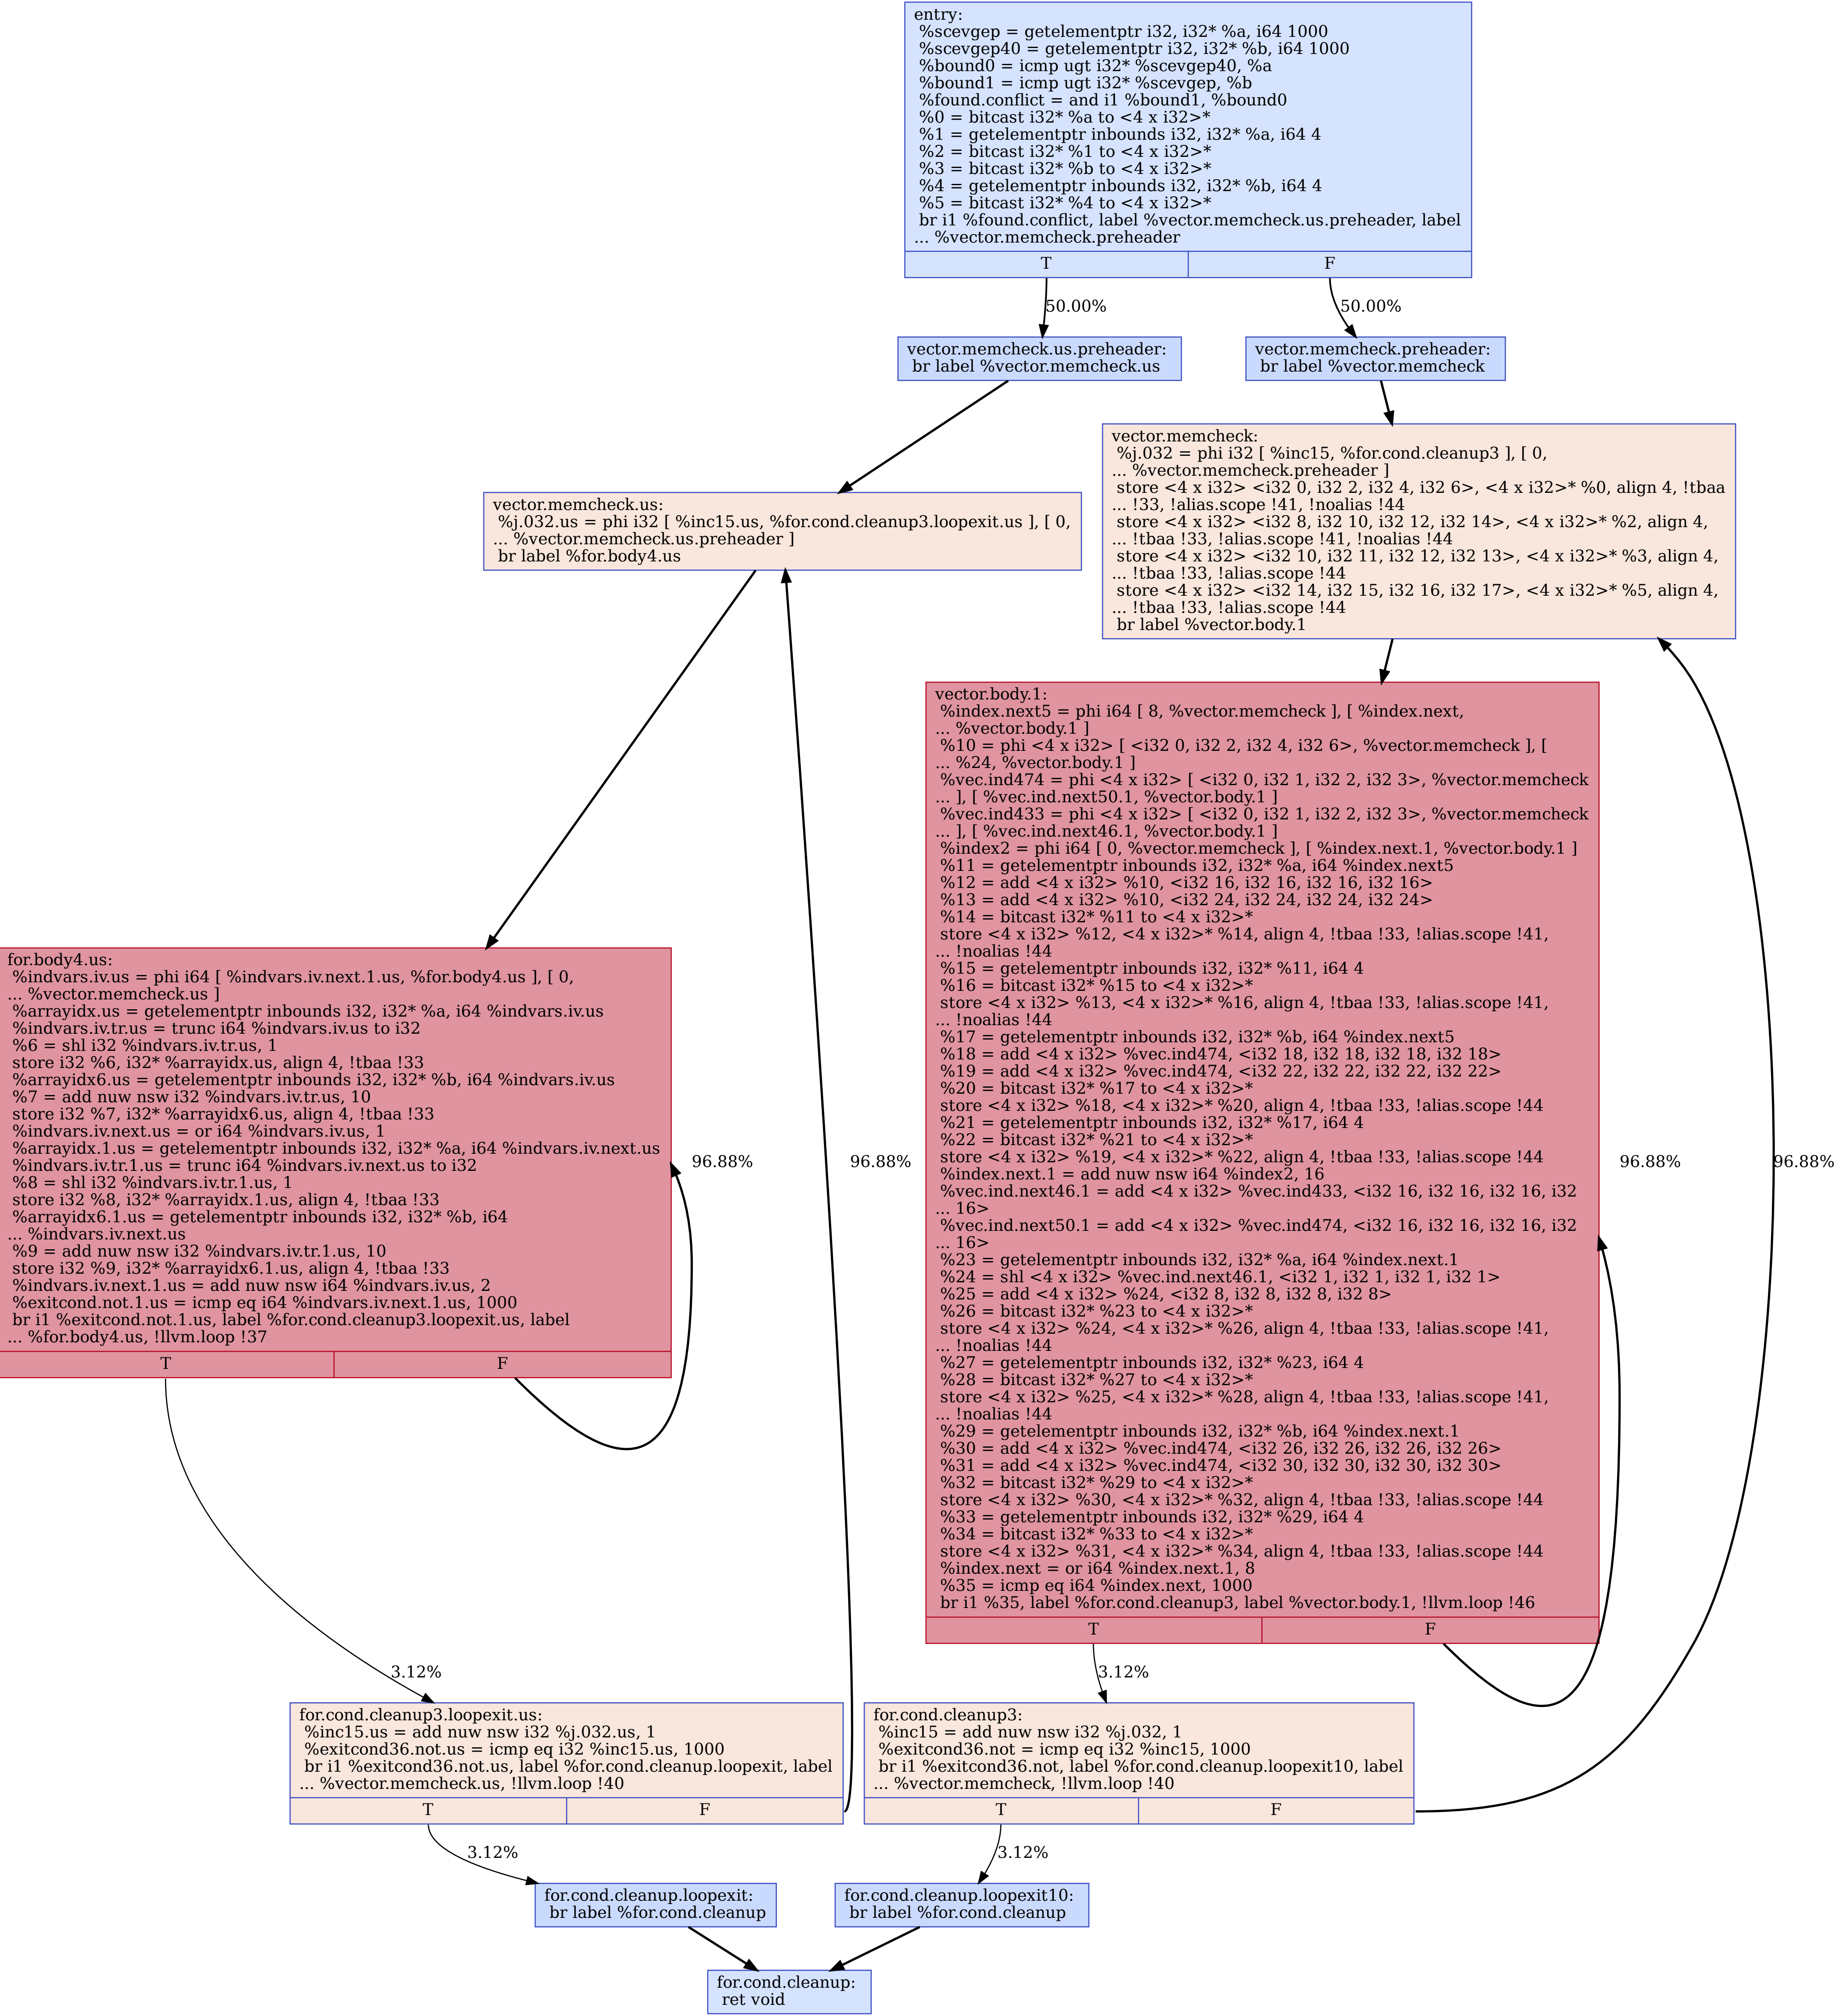 entry:
%scevgep = getelementptr i32, i32* %a, i64 1000
%scevgep40 = getelementptr i32, i32* %b, i64 1000
%bound0 = icmp ugt i32* %scevgep40, %a
%bound1 = icmp ugt i32* %scevgep, %b
%found.conflict = and i1 %bound1, %bound0
%0 = bitcast i32* %a to <4 x i32>*
%1 = getelementptr inbounds i32, i32* %a, i64 4
%2 = bitcast i32* %1 to <4 x i32>*
%3 = bitcast i32* %b to <4 x i32>*
%4 = getelementptr inbounds i32, i32* %b, i64 4
%5 = bitcast i32* %4 to <4 x i32>*
br i1 %found.conflict, label %vector.memcheck.us.preheader, label
... %vector.memcheck.preheader
T
F
50.00%
50.00%
vector.memcheck.us.preheader:
br label %vector.memcheck.us
vector.memcheck.preheader:
br label %vector.memcheck
vector.memcheck:
%j.032 = phi i32 [ %inc15, %for.cond.cleanup3 ], [ 0,
... %vector.memcheck.preheader ]
store <4 x i32> <i32 0, i32 2, i32 4, i32 6>, <4 x i32>* %0, align 4, !tbaa
... !33, !alias.scope !41, !noalias !44
store <4 x i32> <i32 8, i32 10, i32 12, i32 14>, <4 x i32>* %2, align 4,
... !tbaa !33, !alias.scope !41, !noalias !44
store <4 x i32> <i32 10, i32 11, i32 12, i32 13>, <4 x i32>* %3, align 4,
... !tbaa !33, !alias.scope !44
store <4 x i32> <i32 14, i32 15, i32 16, i32 17>, <4 x i32>* %5, align 4,
... !tbaa !33, !alias.scope !44
br label %vector.body.1
vector.memcheck.us:
%j.032.us = phi i32 [ %inc15.us, %for.cond.cleanup3.loopexit.us ], [ 0,
... %vector.memcheck.us.preheader ]
br label %for.body4.us
vector.body.1:
%index.next5 = phi i64 [ 8, %vector.memcheck ], [ %index.next,
... %vector.body.1 ]
%10 = phi <4 x i32> [ <i32 0, i32 2, i32 4, i32 6>, %vector.memcheck ], [
... %24, %vector.body.1 ]
%vec.ind474 = phi <4 x i32> [ <i32 0, i32 1, i32 2, i32 3>, %vector.memcheck
... ], [ %vec.ind.next50.1, %vector.body.1 ]
%vec.ind433 = phi <4 x i32> [ <i32 0, i32 1, i32 2, i32 3>, %vector.memcheck
... ], [ %vec.ind.next46.1, %vector.body.1 ]
%index2 = phi i64 [ 0, %vector.memcheck ], [ %index.next.1, %vector.body.1 ]
%11 = getelementptr inbounds i32, i32* %a, i64 %index.next5
%12 = add <4 x i32> %10, <i32 16, i32 16, i32 16, i32 16>
%13 = add <4 x i32> %10, <i32 24, i32 24, i32 24, i32 24>
%14 = bitcast i32* %11 to <4 x i32>*
store <4 x i32> %12, <4 x i32>* %14, align 4, !tbaa !33, !alias.scope !41,
... !noalias !44
%15 = getelementptr inbounds i32, i32* %11, i64 4
%16 = bitcast i32* %15 to <4 x i32>*
store <4 x i32> %13, <4 x i32>* %16, align 4, !tbaa !33, !alias.scope !41,
... !noalias !44
%17 = getelementptr inbounds i32, i32* %b, i64 %index.next5
%18 = add <4 x i32> %vec.ind474, <i32 18, i32 18, i32 18, i32 18>
%19 = add <4 x i32> %vec.ind474, <i32 22, i32 22, i32 22, i32 22>
%20 = bitcast i32* %17 to <4 x i32>*
store <4 x i32> %18, <4 x i32>* %20, align 4, !tbaa !33, !alias.scope !44
%21 = getelementptr inbounds i32, i32* %17, i64 4
%22 = bitcast i32* %21 to <4 x i32>*
store <4 x i32> %19, <4 x i32>* %22, align 4, !tbaa !33, !alias.scope !44
%index.next.1 = add nuw nsw i64 %index2, 16
%vec.ind.next46.1 = add <4 x i32> %vec.ind433, <i32 16, i32 16, i32 16, i32
... 16>
%vec.ind.next50.1 = add <4 x i32> %vec.ind474, <i32 16, i32 16, i32 16, i32
... 16>
%23 = getelementptr inbounds i32, i32* %a, i64 %index.next.1
%24 = shl <4 x i32> %vec.ind.next46.1, <i32 1, i32 1, i32 1, i32 1>
%25 = add <4 x i32> %24, <i32 8, i32 8, i32 8, i32 8>
%26 = bitcast i32* %23 to <4 x i32>*
store <4 x i32> %24, <4 x i32>* %26, align 4, !tbaa !33, !alias.scope !41,
... !noalias !44
%27 = getelementptr inbounds i32, i32* %23, i64 4
%28 = bitcast i32* %27 to <4 x i32>*
store <4 x i32> %25, <4 x i32>* %28, align 4, !tbaa !33, !alias.scope !41,
... !noalias !44
%29 = getelementptr inbounds i32, i32* %b, i64 %index.next.1
%30 = add <4 x i32> %vec.ind474, <i32 26, i32 26, i32 26, i32 26>
%31 = add <4 x i32> %vec.ind474, <i32 30, i32 30, i32 30, i32 30>
%32 = bitcast i32* %29 to <4 x i32>*
store <4 x i32> %30, <4 x i32>* %32, align 4, !tbaa !33, !alias.scope !44
%33 = getelementptr inbounds i32, i32* %29, i64 4
%34 = bitcast i32* %33 to <4 x i32>*
store <4 x i32> %31, <4 x i32>* %34, align 4, !tbaa !33, !alias.scope !44
%index.next = or i64 %index.next.1, 8
%35 = icmp eq i64 %index.next, 1000
br i1 %35, label %for.cond.cleanup3, label %vector.body.1, !llvm.loop !46
T
F
for.body4.us:
%indvars.iv.us = phi i64 [ %indvars.iv.next.1.us, %for.body4.us ], [ 0,
... %vector.memcheck.us ]
%arrayidx.us = getelementptr inbounds i32, i32* %a, i64 %indvars.iv.us
%indvars.iv.tr.us = trunc i64 %indvars.iv.us to i32
%6 = shl i32 %indvars.iv.tr.us, 1
store i32 %6, i32* %arrayidx.us, align 4, !tbaa !33
%arrayidx6.us = getelementptr inbounds i32, i32* %b, i64 %indvars.iv.us
%7 = add nuw nsw i32 %indvars.iv.tr.us, 10
store i32 %7, i32* %arrayidx6.us, align 4, !tbaa !33
%indvars.iv.next.us = or i64 %indvars.iv.us, 1
%arrayidx.1.us = getelementptr inbounds i32, i32* %a, i64 %indvars.iv.next.us
%indvars.iv.tr.1.us = trunc i64 %indvars.iv.next.us to i32
%8 = shl i32 %indvars.iv.tr.1.us, 1
store i32 %8, i32* %arrayidx.1.us, align 4, !tbaa !33
%arrayidx6.1.us = getelementptr inbounds i32, i32* %b, i64
... %indvars.iv.next.us
%9 = add nuw nsw i32 %indvars.iv.tr.1.us, 10
store i32 %9, i32* %arrayidx6.1.us, align 4, !tbaa !33
%indvars.iv.next.1.us = add nuw nsw i64 %indvars.iv.us, 2
%exitcond.not.1.us = icmp eq i64 %indvars.iv.next.1.us, 1000
br i1 %exitcond.not.1.us, label %for.cond.cleanup3.loopexit.us, label
... %for.body4.us, !llvm.loop !37
T
F
96.88%
96.88%
96.88%
96.88%
3.12%
3.12%
for.cond.cleanup3.loopexit.us:
%inc15.us = add nuw nsw i32 %j.032.us, 1
%exitcond36.not.us = icmp eq i32 %inc15.us, 1000
br i1 %exitcond36.not.us, label %for.cond.cleanup.loopexit, label
... %vector.memcheck.us, !llvm.loop !40
T
F
for.cond.cleanup3:
%inc15 = add nuw nsw i32 %j.032, 1
%exitcond36.not = icmp eq i32 %inc15, 1000
br i1 %exitcond36.not, label %for.cond.cleanup.loopexit10, label
... %vector.memcheck, !llvm.loop !40
T
F
3.12%
3.12%
for.cond.cleanup.loopexit:
br label %for.cond.cleanup
for.cond.cleanup.loopexit10:
br label %for.cond.cleanup
for.cond.cleanup:
ret void